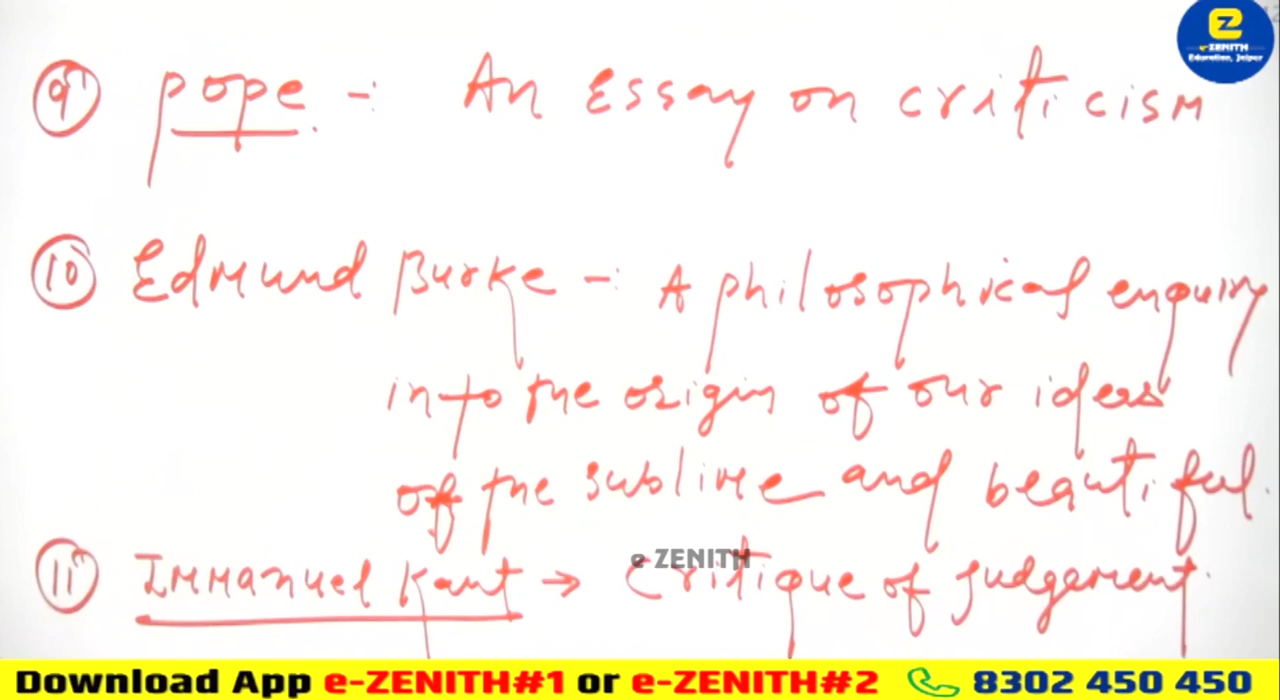 e-ZENITH
Education, Jaipur
9 Pope -: An Essay on criticism
10 Edmund Burke -: A philosophical enquiry
into the origin of our ideas
of the sublime and beautiful.
e ZENITH
11 Immanuel Kant → Critique of judgement.
Download App e-ZENITH#1 or e-ZENITH#2 8302 450 450